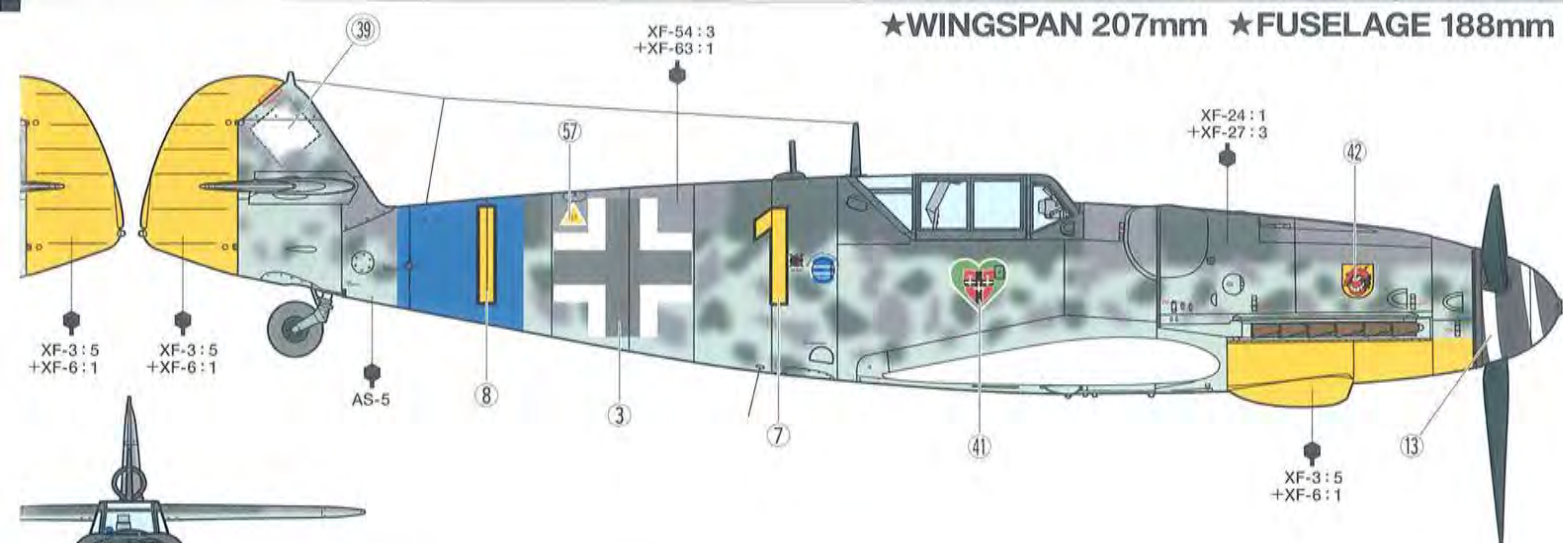 ★WINGSPAN 207mm ★FUSELAGE 188mm
39
XF-54:3
+XF-63:1
57
XF-24:1
+XF-27:3
42
1
XF-3:5
+XF-6:1
XF-3:5
+XF-6:1
AS-5
8
3
7
41
13
XF-3:5
+XF-6:1